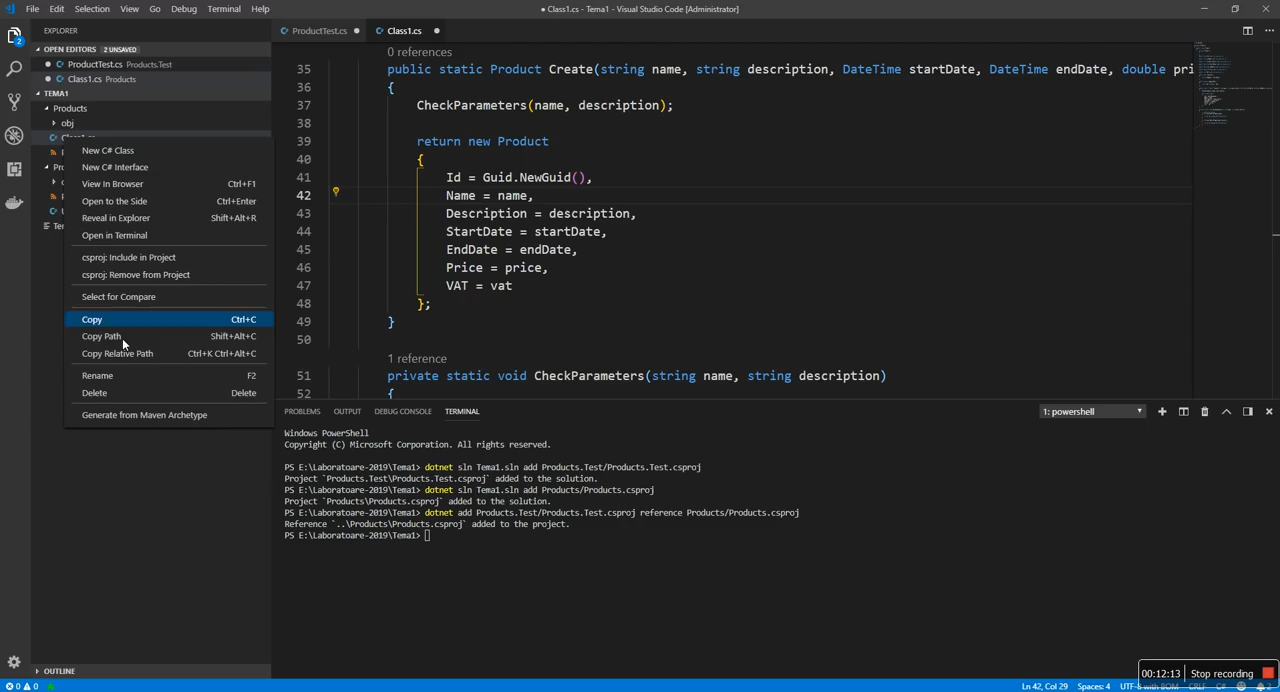 File Edit Selection View Go Debug Terminal Help
● Class1.cs - Tema1 - Visual Studio Code [Administrator]
EXPLORER
ProductTest.cs ●
Class1.cs ●
OPEN EDITORS 2 UNSAVED
● ProductTest.cs Products.Test
● Class1.cs Products
TEMA1
Products
obj
2
New C# Class
New C# Interface
View In Browser Ctrl+F1
Open to the Side Ctrl+Enter
Reveal in Explorer Shift+Alt+R
Open in Terminal
csproj: Include in Project
csproj: Remove from Project
Select for Compare
Copy Ctrl+C
Copy Path Shift+Alt+C
Copy Relative Path Ctrl+K Ctrl+Alt+C
Rename F2
Delete Delete
Generate from Maven Archetype
OUTLINE
0 references
35 public static Product Create(string name, string description, DateTime startDate, DateTime endDate, double pri
36 {
37 CheckParameters(name, description);
38
39 return new Product
40 {
41 Id = Guid.NewGuid(),
42 Name = name,
43 Description = description,
44 StartDate = startDate,
45 EndDate = endDate,
46 Price = price,
47 VAT = vat
48 };
49 }
50
1 reference
51 private static void CheckParameters(string name, string description)
52 {
PROBLEMS OUTPUT DEBUG CONSOLE TERMINAL
1: powershell
Windows PowerShell
Copyright (C) Microsoft Corporation. All rights reserved.
PS E:\Laboratoare-2019\Tema1> dotnet sln Tema1.sln add Products.Test/Products.Test.csproj
Project `Products.Test\Products.Test.csproj` added to the solution.
PS E:\Laboratoare-2019\Tema1> dotnet sln Tema1.sln add Products/Products.csproj
Project `Products\Products.csproj` added to the solution.
PS E:\Laboratoare-2019\Tema1> dotnet add Products.Test/Products.Test.csproj reference Products/Products.csproj
Reference `..\Products\Products.csproj` added to the project.
PS E:\Laboratoare-2019\Tema1>
00:12:13 Stop recording
0 0
Ln 42, Col 29 Spaces: 4